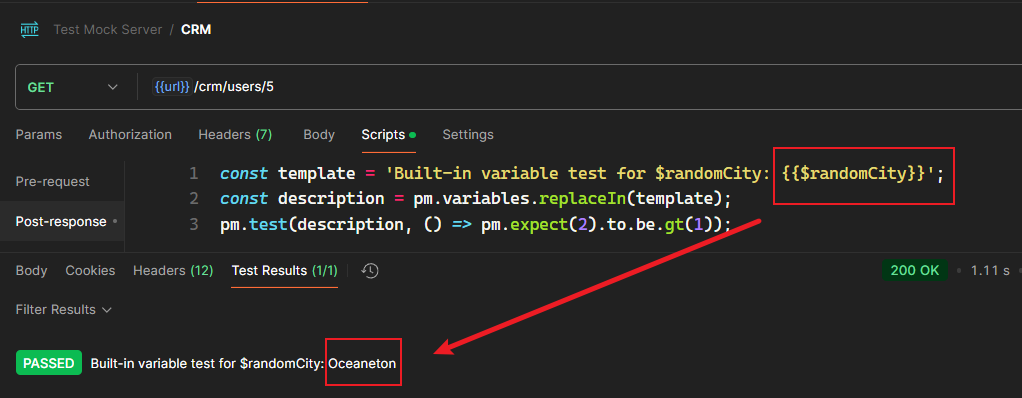 HTTP Test Mock Server / CRM
GET {{url}} /crm/users/5
Params Authorization Headers (7) Body Scripts Settings
Pre-request
Post-response
1 const template = 'Built-in variable test for $randomCity: {{$randomCity}}';
2 const description = pm.variables.replaceIn(template);
3 pm.test(description, () => pm.expect(2).to.be.gt(1));
Body Cookies Headers (12) Test Results (1/1) 200 OK 1.11 s
Filter Results
PASSED Built-in variable test for $randomCity: Oceaneton